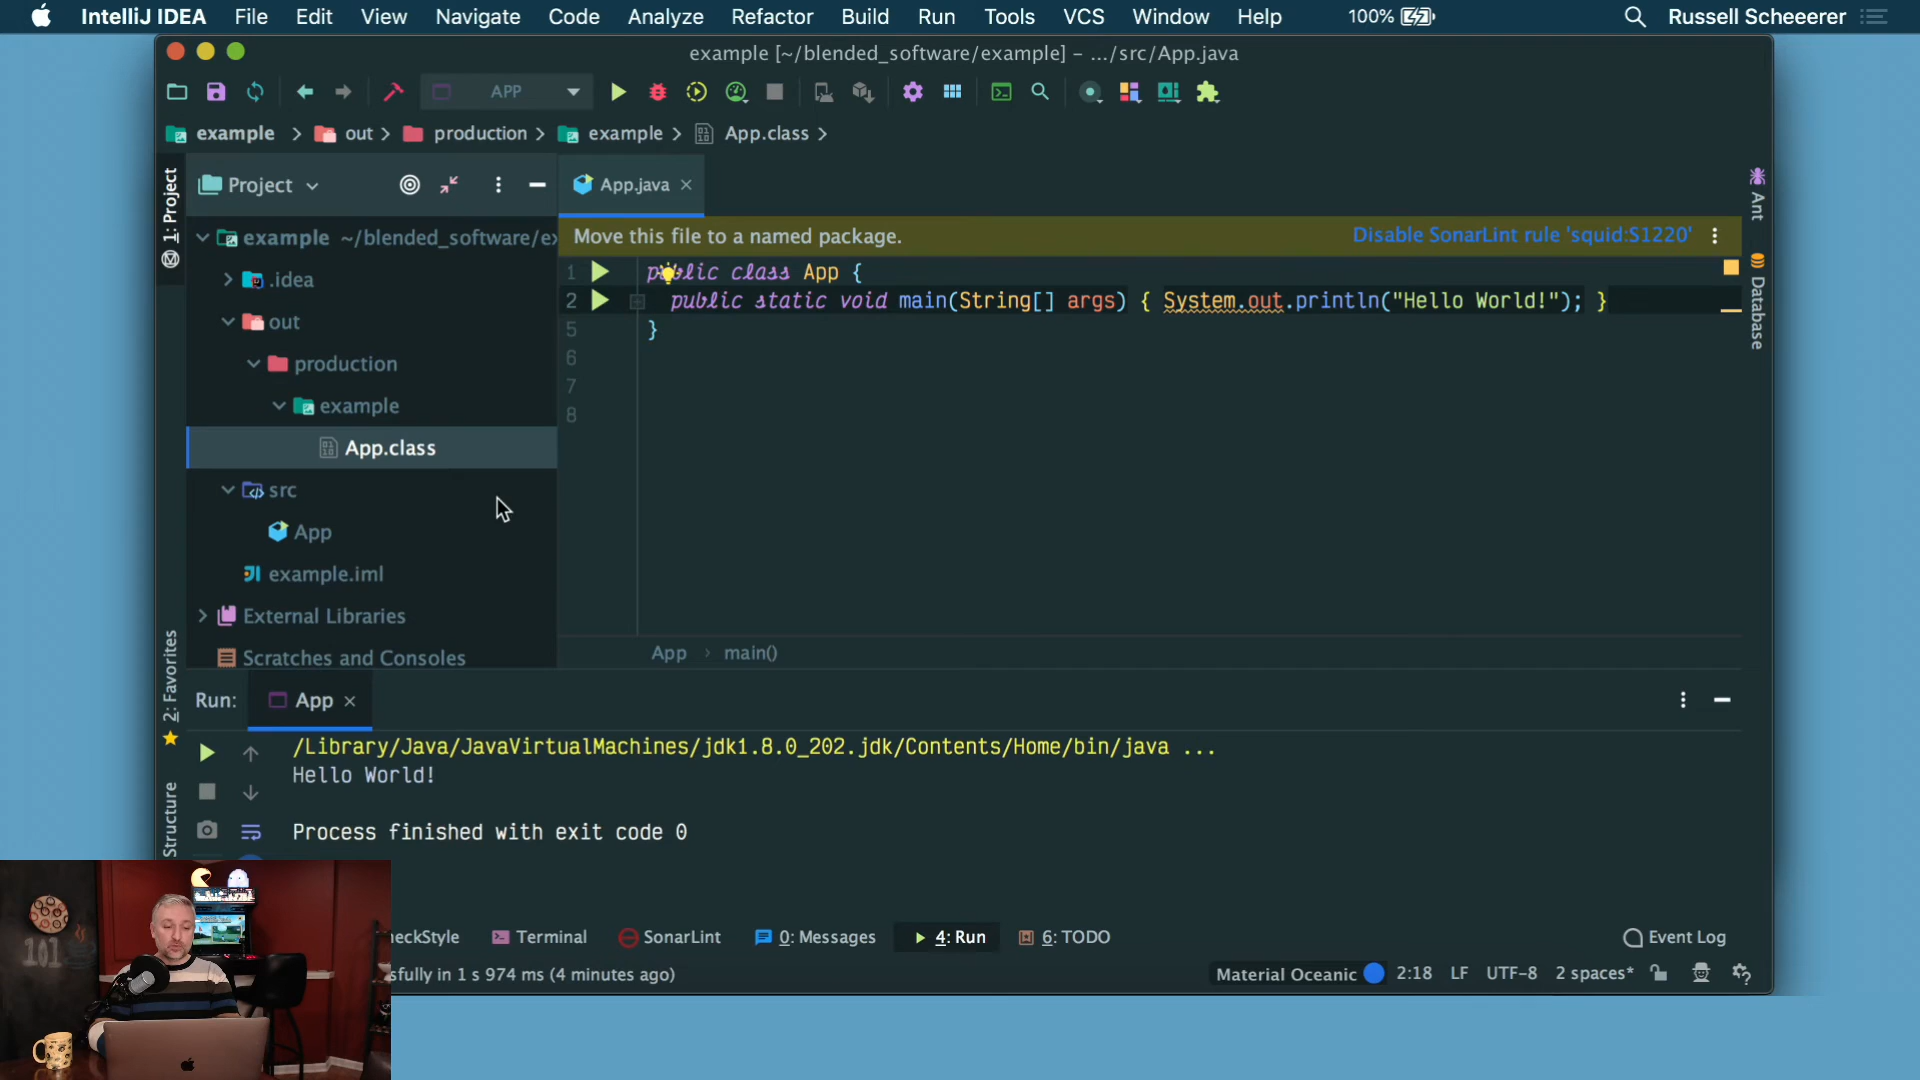 IntelliJ IDEA File Edit View Navigate Code Analyze Refactor Build Run Tools VCS Window Help 100% Russell Scheeerer
example [~/blended_software/example] – .../src/App.java
APP
example out production example App.class
1: Project
Project
App.java
Ant
example ~/blended_software/ex
Move this file to a named package. Disable SonarLint rule 'squid:S1220'
.idea
1 public class App {
out
2 public static void main(String[] args) { System.out.println("Hello World!"); }
Database
5 }
production
6
7
example
8
App.class
src
App
example.iml
External Libraries
2: Favorites
Scratches and Consoles
App main()
Run: App
/Library/Java/JavaVirtualMachines/jdk1.8.0_202.jdk/Contents/Home/bin/java ...
Hello World!
Structure
Process finished with exit code 0
101
eckStyle Terminal SonarLint 0: Messages 4: Run 6: TODO Event Log
sfully in 1 s 974 ms (4 minutes ago) Material Oceanic 2:18 LF UTF-8 2 spaces*